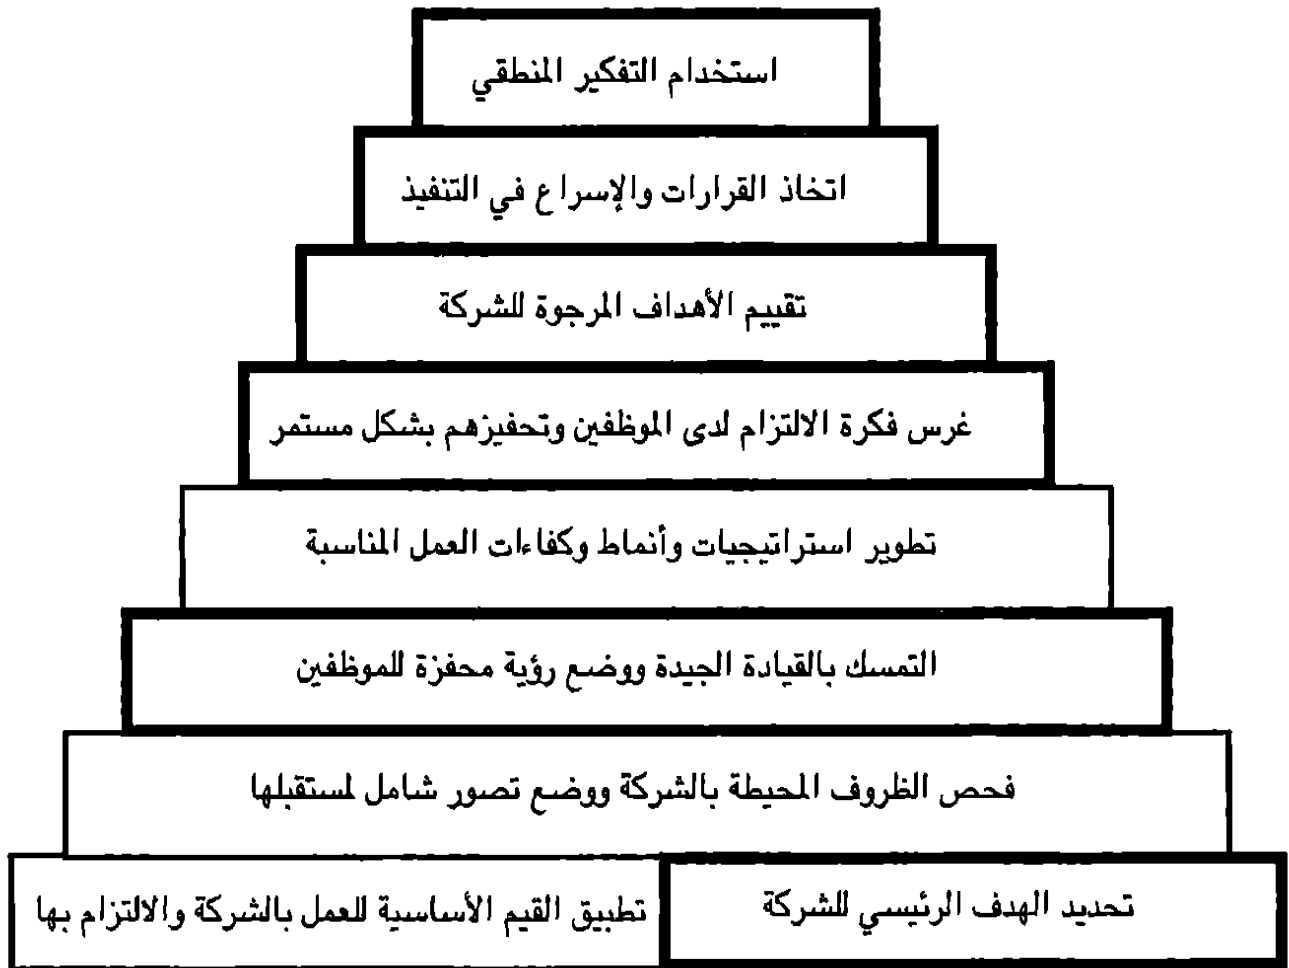 استخدام التفكير المنطقي
اتخاذ القرارات والإسراع في التنفيذ
تقييم الأهداف المرجوة للشركة
غرس فكرة الالتزام لدى الموظفين وتحفيزهم بشكل مستمر
تطوير استراتيجيات وأنماط وكفاءات العمل المناسبة
التمسك بالقيادة الجيدة ووضع رؤية محفزة للموظفين
فحص الظروف المحيطة بالشركة ووضع تصور شامل لمستقبلها
تحديد الهدف الرئيسي للشركة
تطبيق القيم الأساسية للعمل بالشركة والالتزام بها